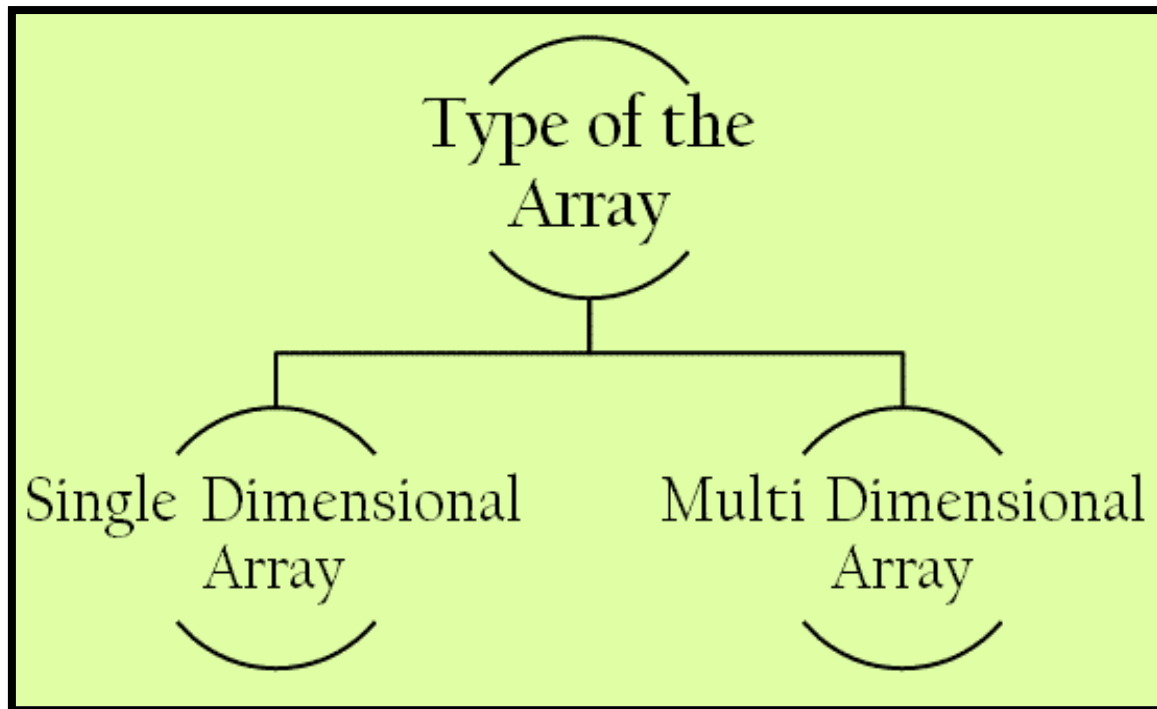 Type of the
Array
Single Dimensional
Array
Multi Dimensional
Array